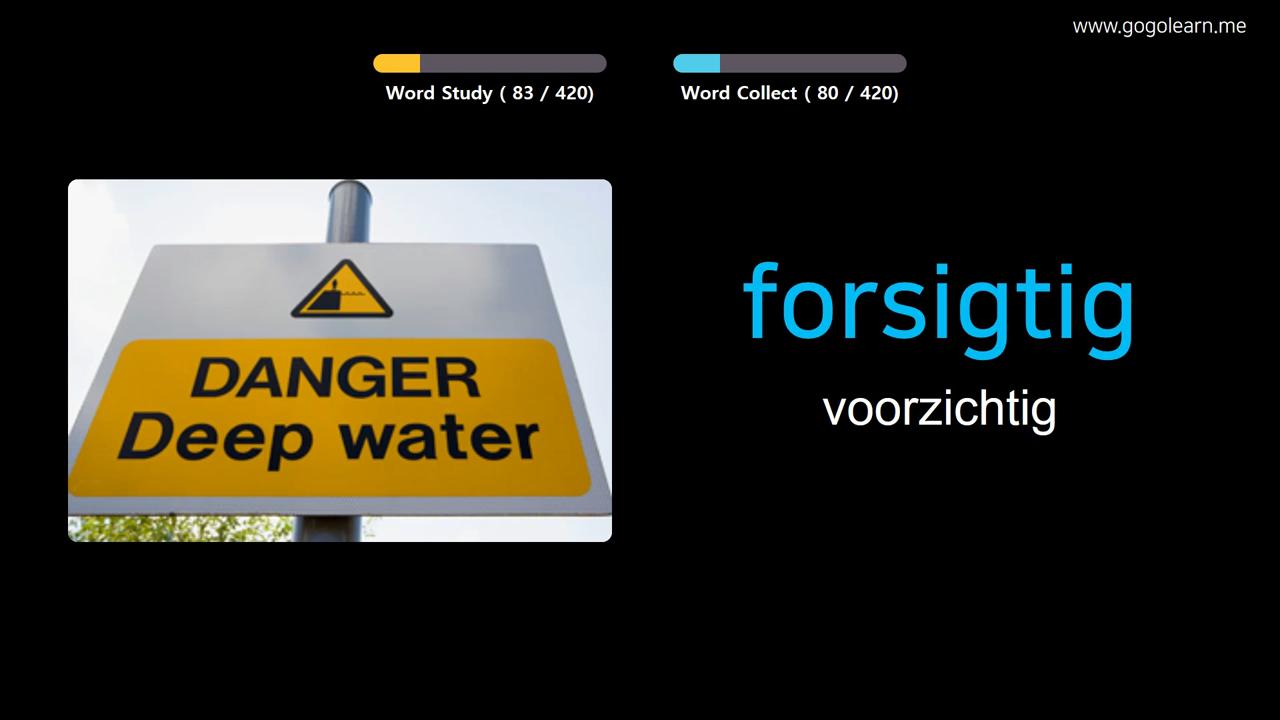 www.gogolearn.me
Word Study ( 83 / 420)
Word Collect ( 80 / 420)
DANGER
Deep water
forsigtig
voorzichtig